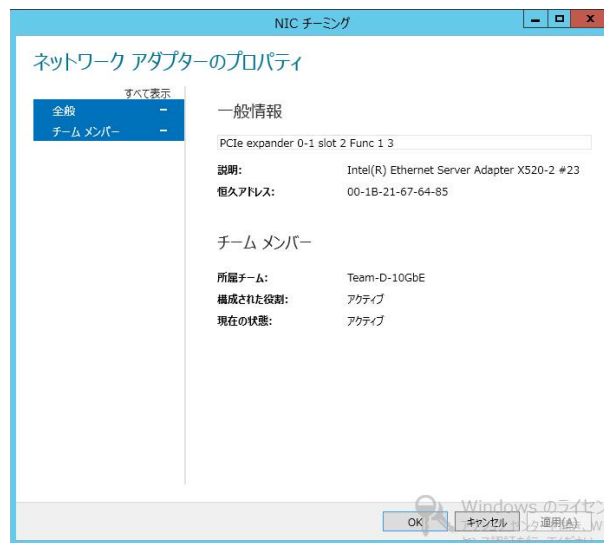 NIC チーミング
ネットワーク アダプターのプロパティ
すべて表示
全般
チーム メンバー
一般情報
PCIe expander 0-1 slot 2 Func 1 3
説明: Intel(R) Ethernet Server Adapter X520-2 #23
恒久アドレス: 00-1B-21-67-64-85
チーム メンバー
所属チーム: Team-D-10GbE
構成された役割: アクティブ
現在の状態: アクティブ
Windows のライセン
OK キャンセル 適用(A)